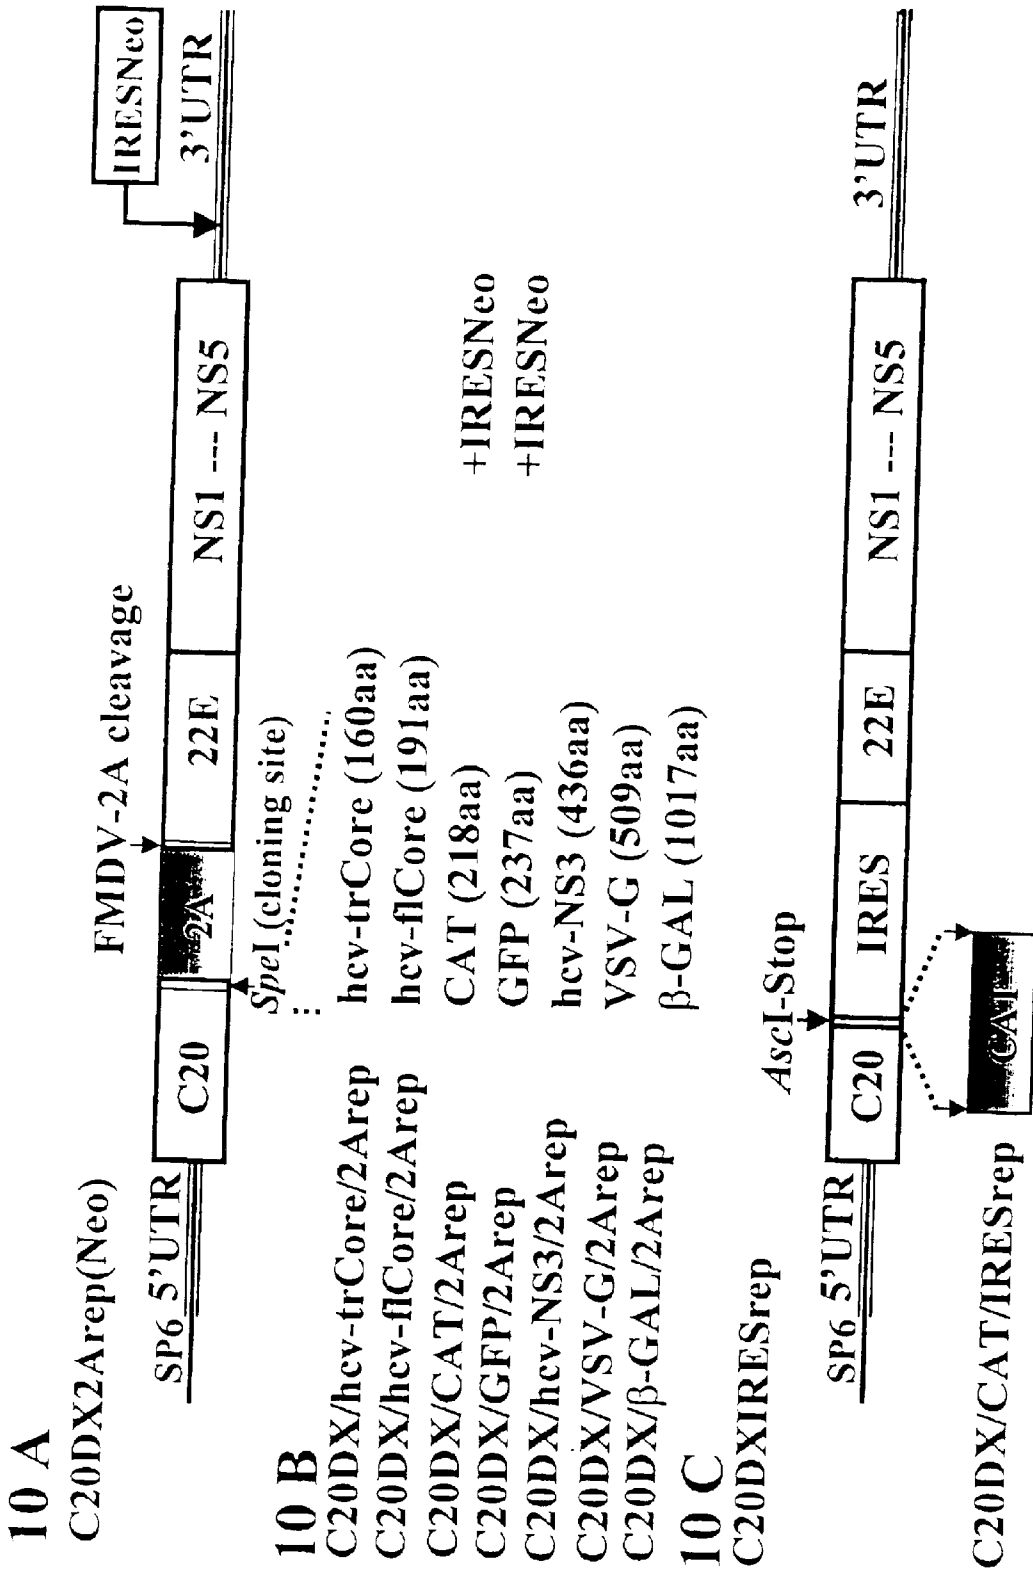 10 A
C20DX2Arep(Neo)
FMDV-2A cleavage
IRESNeo
SP6 5'UTR
C20
2A
22E
NS1 --- NS5
3'UTR
SpeI (cloning site)
10 B
C20DX/hcv-trCore/2Arep hcv-trCore (160aa)
C20DX/hcv-flCore/2Arep hcv-flCore (191aa)
C20DX/CAT/2Arep CAT (218aa) +IRESNeo
C20DX/GFP/2Arep GFP (237aa) +IRESNeo
C20DX/hcv-NS3/2Arep hcv-NS3 (436aa)
C20DX/VSV-G/2Arep VSV-G (509aa)
C20DX/β-GAL/2Arep β-GAL (1017aa)
10 C
C20DXIRESrep
AscI-Stop
SP6 5'UTR
C20
IRES
22E
NS1 --- NS5
3'UTR
CAT
C20DX/CAT/IRESrep